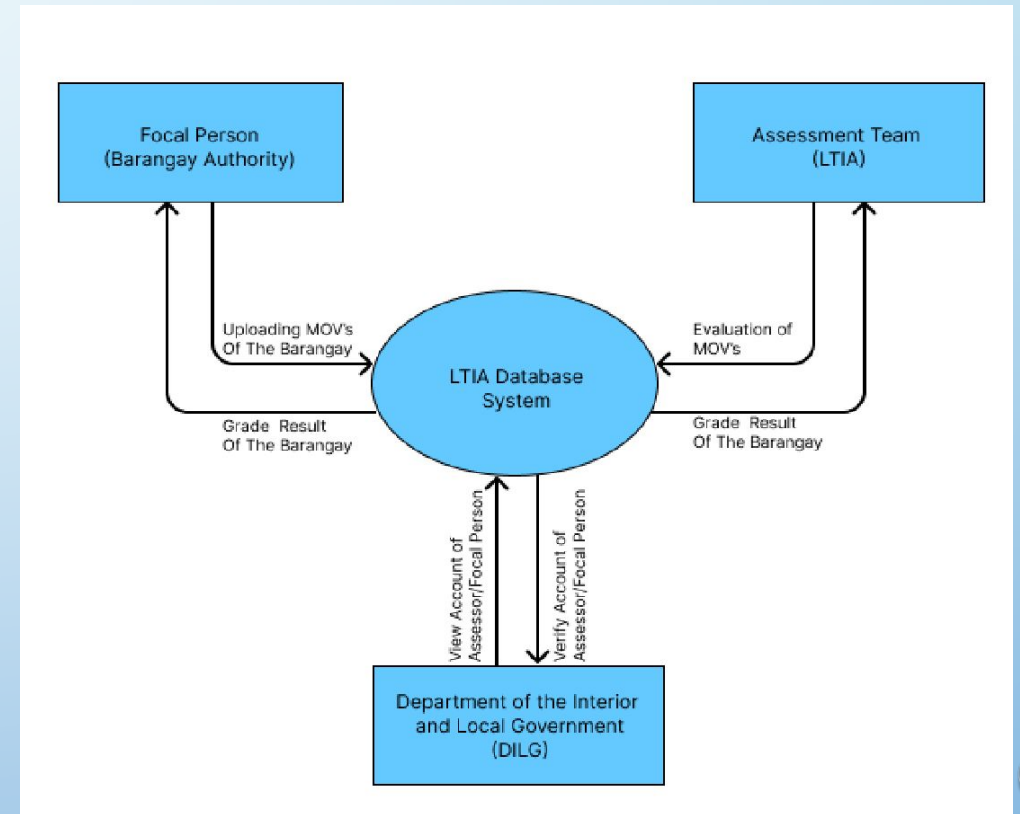 Focal Person
(Barangay Authority)
Assessment Team
(LTIA)
Uploading MOV's
Of The Barangay
Evaluation of
MOV's
LTIA Database
System
Grade Result
Of The Barangay
Grade Result
Of The Barangay
View Account of
Assessor/Focal Person
Verify Account of
Assessor/Focal Person
Department of the Interior
and Local Government
(DILG)